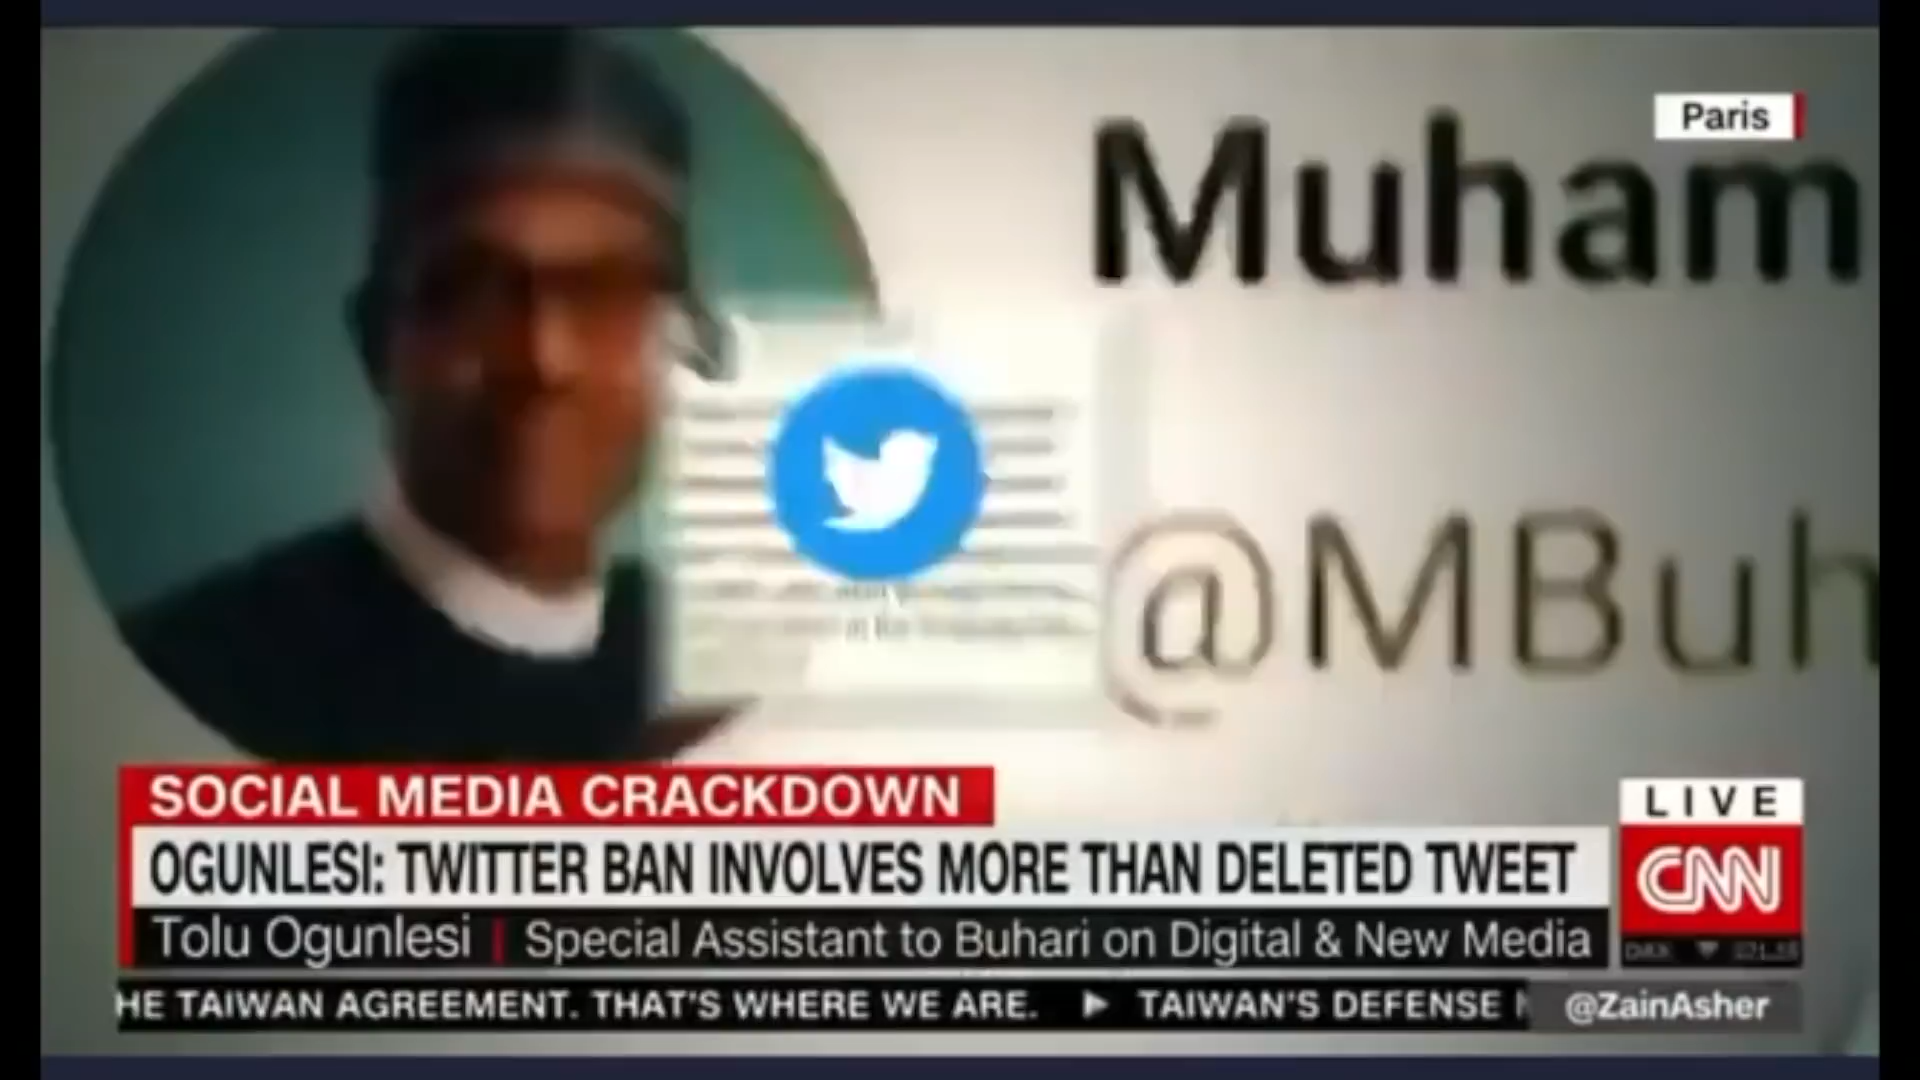 Paris
Muham
@MBuh
SOCIAL MEDIA CRACKDOWN
OGUNLESI: TWITTER BAN INVOLVES MORE THAN DELETED TWEET
Tolu Ogunlesi | Special Assistant to Buhari on Digital & New Media
LIVE
CNN
HE TAIWAN AGREEMENT. THAT'S WHERE WE ARE. ▶ TAIWAN'S DEFENSE
@ZainAsher